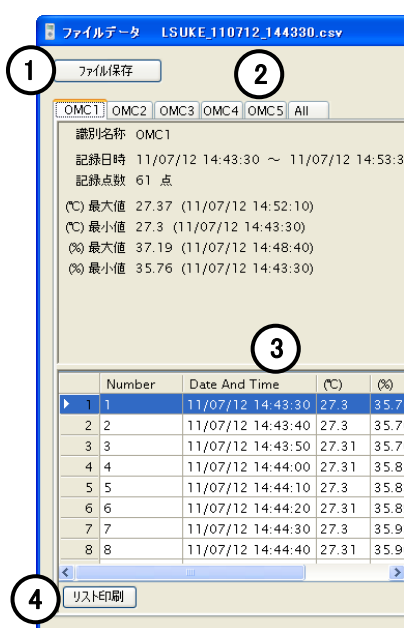 ファイルデータ LSUKE_110712_144330.csv
1 ファイル保存 2
OMC1 OMC2 OMC3 OMC4 OMC5 All
識別名称 OMC1
記録日時 11/07/12 14:43:30 ～ 11/07/12 14:53:3
記録点数 61 点
(℃) 最大値 27.37 (11/07/12 14:52:10)
(℃) 最小値 27.3 (11/07/12 14:43:30)
(%) 最大値 37.19 (11/07/12 14:48:40)
(%) 最小値 35.76 (11/07/12 14:43:30)
3
Number Date And Time (℃) (%)
1 1 11/07/12 14:43:30 27.3 35.7
2 2 11/07/12 14:43:40 27.3 35.7
3 3 11/07/12 14:43:50 27.31 35.7
4 4 11/07/12 14:44:00 27.31 35.8
5 5 11/07/12 14:44:10 27.3 35.8
6 6 11/07/12 14:44:20 27.31 35.8
7 7 11/07/12 14:44:30 27.3 35.9
8 8 11/07/12 14:44:40 27.31 35.9
4 リスト印刷